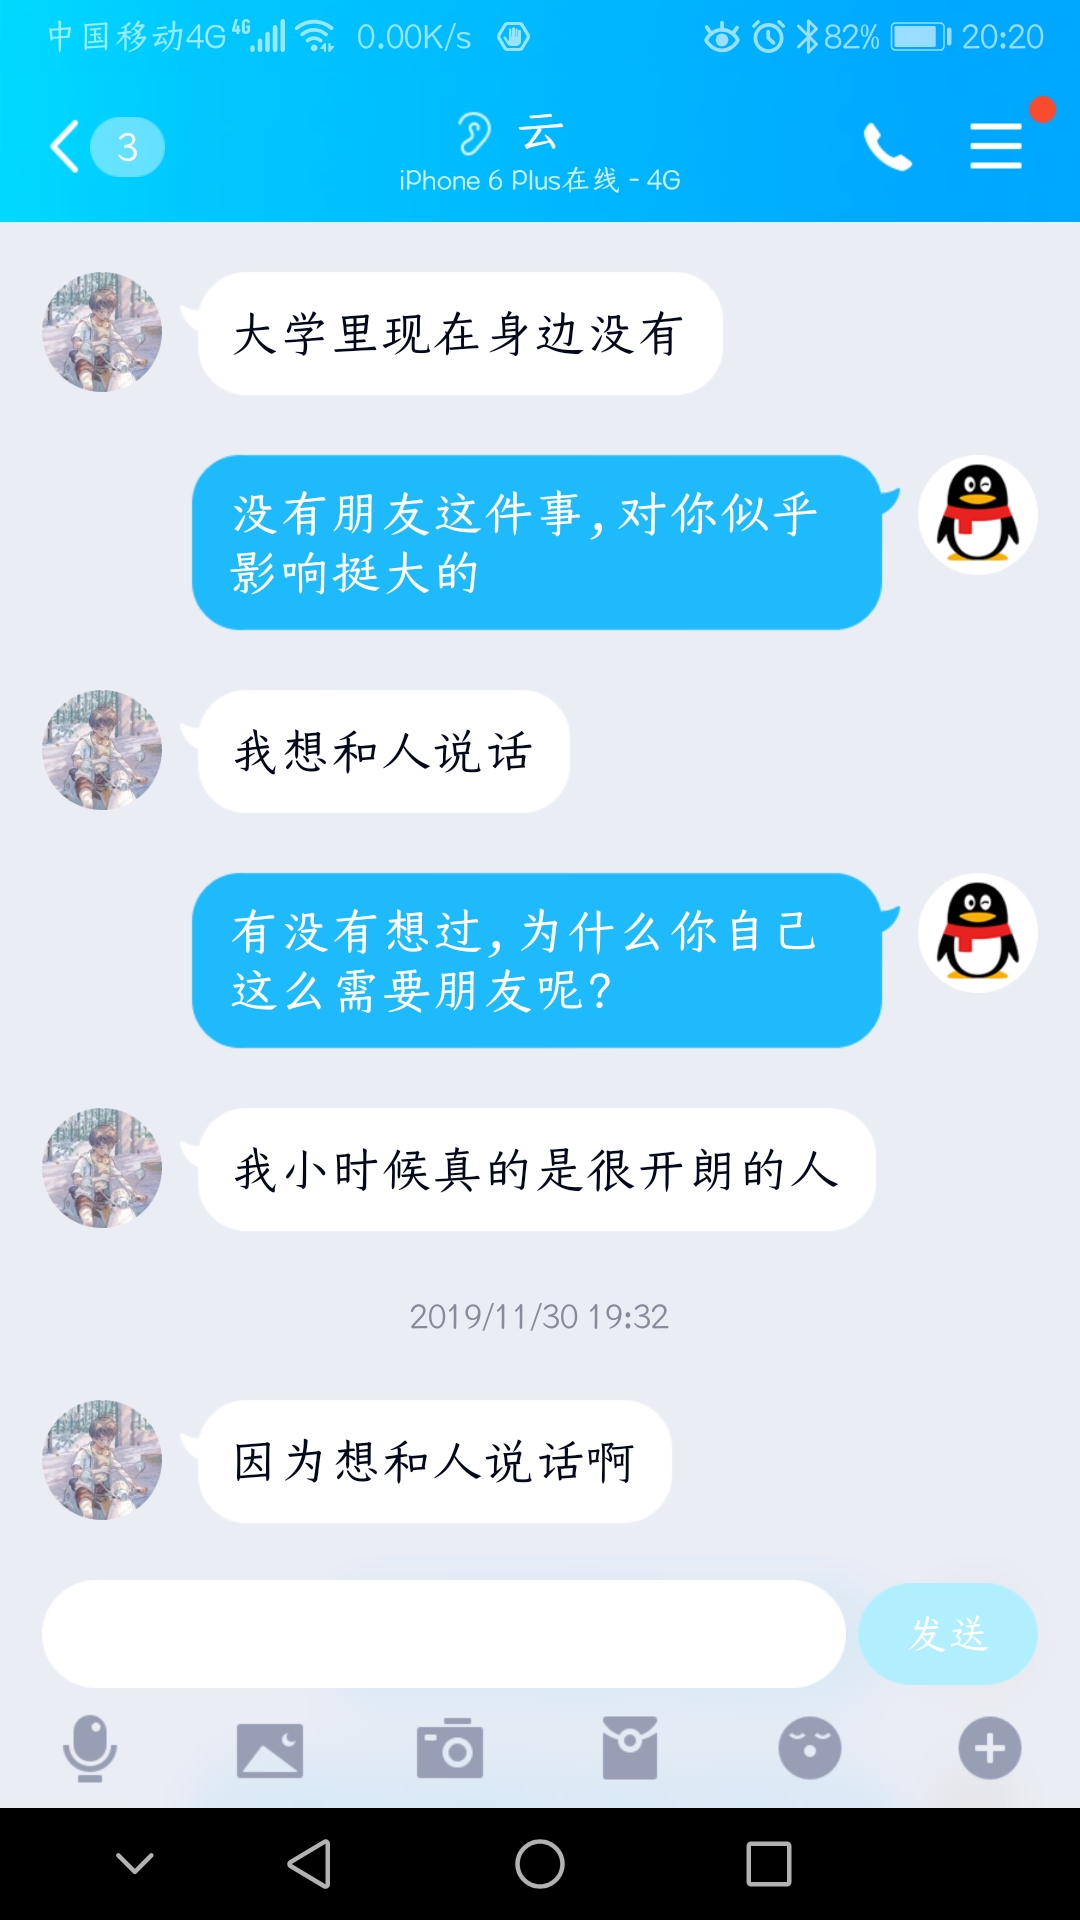 中国移动4G 4G 0.00K/s 82% 20:20
3
云
iPhone 6 Plus在线 - 4G
大学里现在身边没有
没有朋友这件事,对你似乎
影响挺大的
我想和人说话
有没有想过,为什么你自己
这么需要朋友呢?
我小时候真的是很开朗的人
2019/11/30 19:32
因为想和人说话啊
发送